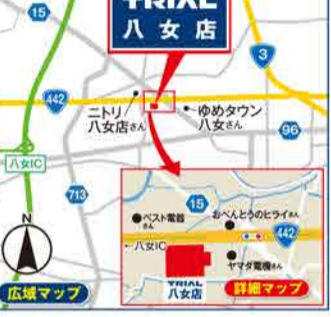 TRIAL
八女店
15
3
442
ニトリ
八女店さん
ゆめタウン
八女さん
96
八女IC
713
N
15
ベスト電器
さん
おべんとうのヒライさん
442
←八女IC
ヤマダ電機さん
TRIAL
八女店
広域マップ
詳細マップ